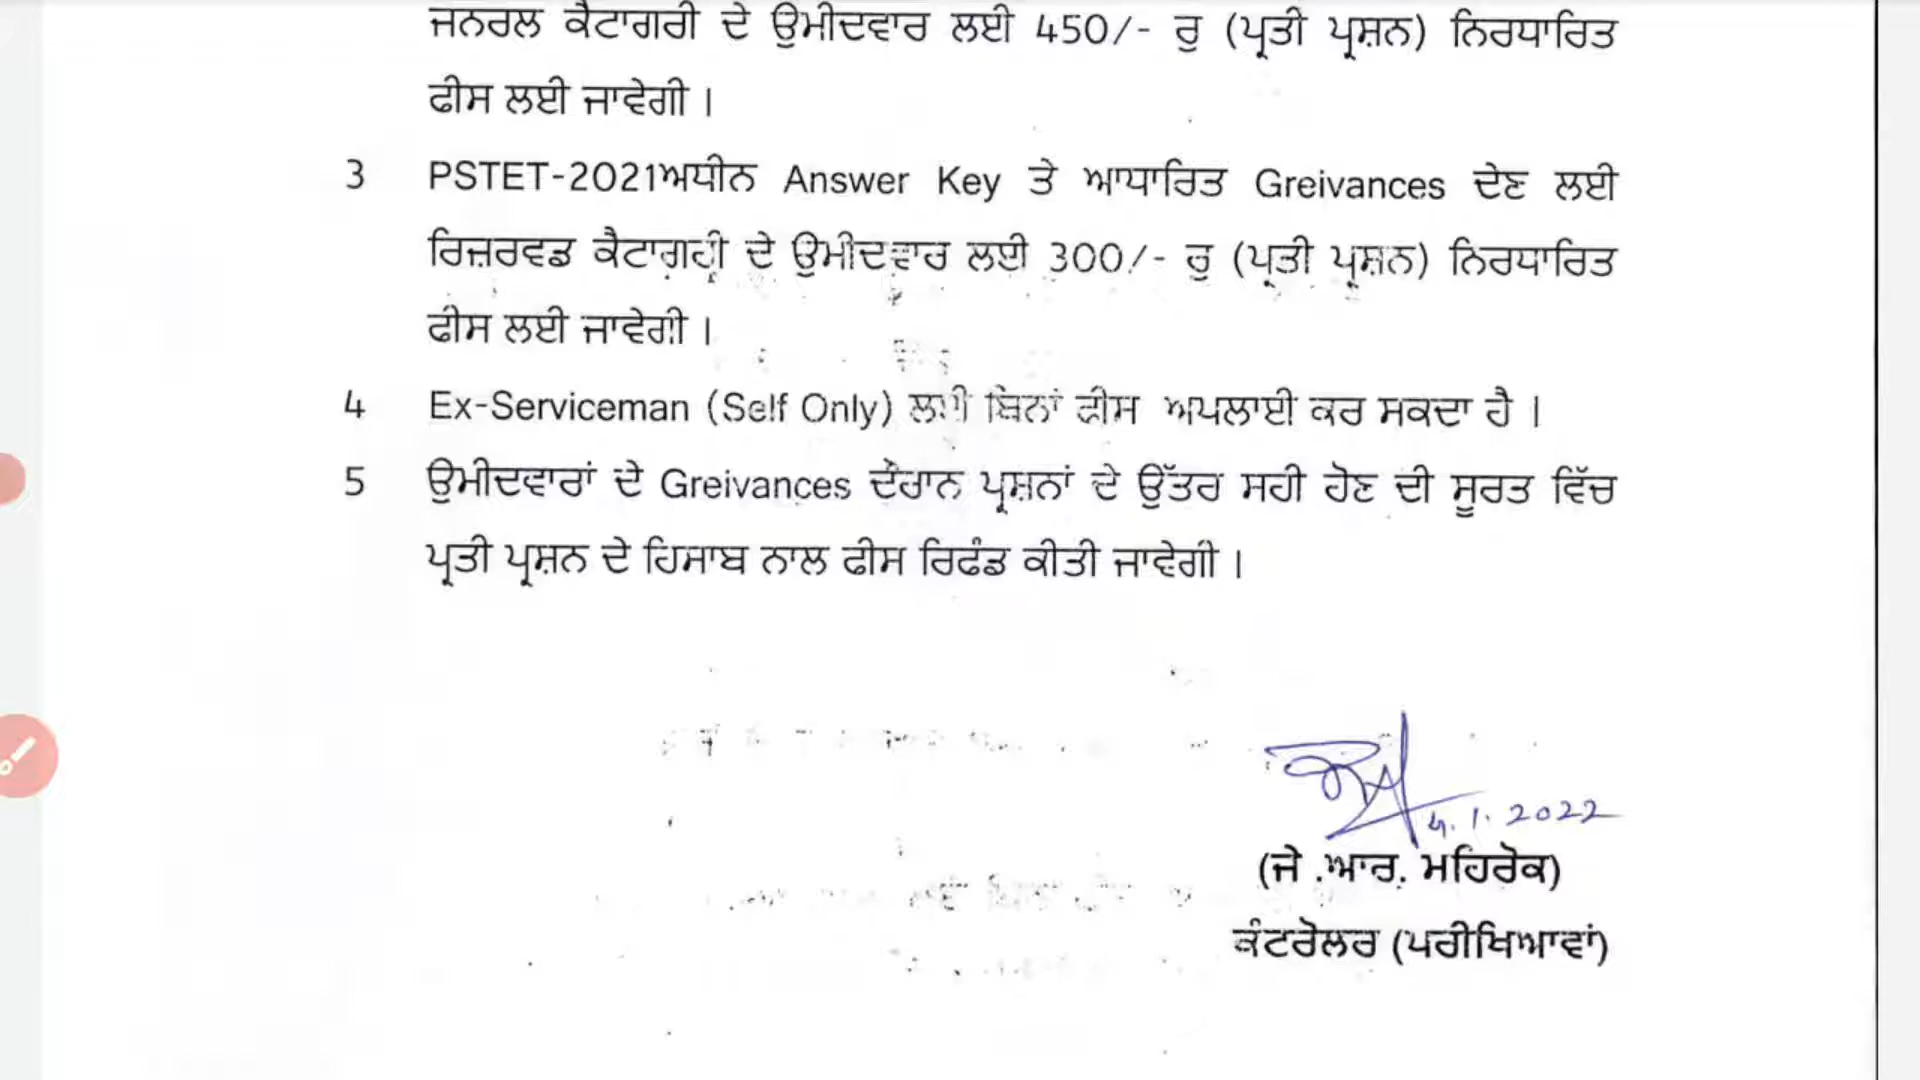 ਜਨਰਲ ਕੈਟਾਗਰੀ ਦੇ ਉਮੀਦਵਾਰ ਲਈ 450/- ਰੁ (ਪ੍ਰਤੀ ਪ੍ਰਸ਼ਨ) ਨਿਰਧਾਰਿਤ
ਫੀਸ ਲਈ ਜਾਵੇਗੀ ।
3 PSTET-2021ਅਧੀਨ Answer Key ਤੇ ਆਧਾਰਿਤ Greivances ਦੇਣ ਲਈ
ਰਿਜ਼ਰਵਡ ਕੈਟਾਗਰੀ ਦੇ ਉਮੀਦਵਾਰ ਲਈ 300/- ਰੁ (ਪ੍ਰਤੀ ਪ੍ਰਸ਼ਨ) ਨਿਰਧਾਰਿਤ
ਫੀਸ ਲਈ ਜਾਵੇਗੀ ।
4 Ex-Serviceman (Self Only) ਲਈ ਬਿਨਾਂ ਫੀਸ ਅਪਲਾਈ ਕਰ ਸਕਦਾ ਹੈ ।
5 ਉਮੀਦਵਾਰਾਂ ਦੇ Greivances ਦੌਰਾਨ ਪ੍ਰਸ਼ਨਾਂ ਦੇ ਉੱਤਰ ਸਹੀ ਹੋਣ ਦੀ ਸੂਰਤ ਵਿੱਚ
ਪ੍ਰਤੀ ਪ੍ਰਸ਼ਨ ਦੇ ਹਿਸਾਬ ਨਾਲ ਫੀਸ ਰਿਫੰਡ ਕੀਤੀ ਜਾਵੇਗੀ ।
.1.2022
(ਜੇ .ਆਰ. ਮਹਿਰੋਕ)
ਕੰਟਰੋਲਰ (ਪਰੀਖਿਆਵਾਂ)